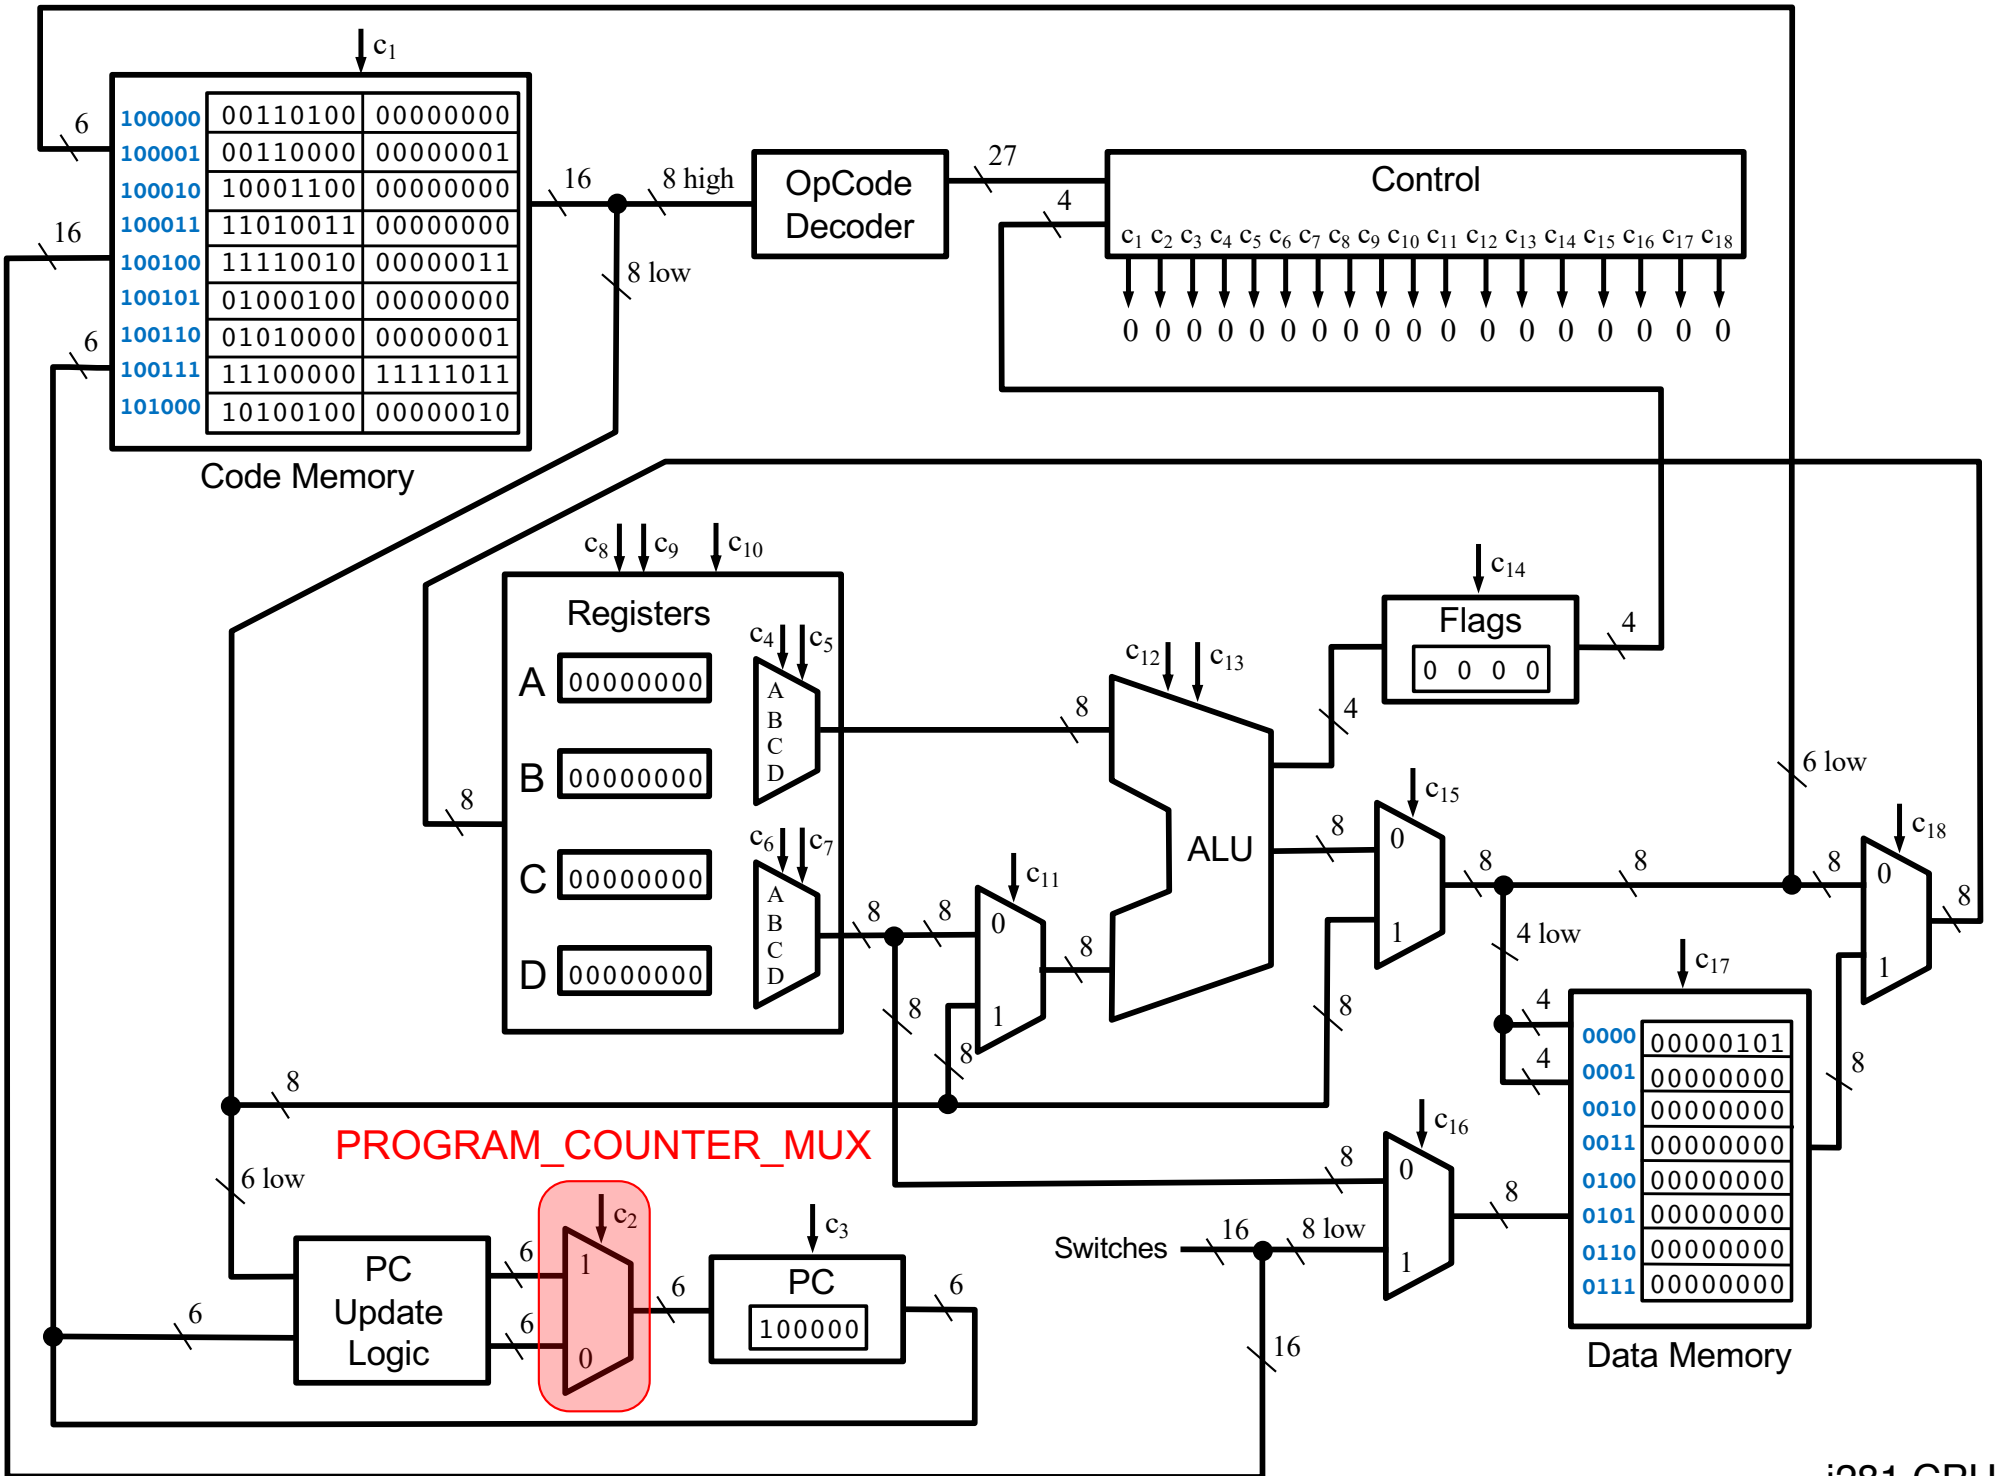 c1
100000 00110100 00000000
100001 00110000 00000001
100010 10001100 00000000
100011 11010011 00000000
100100 11110010 00000011
100101 01000100 00000000
100110 01010000 00000001
100111 11100000 11111011
101000 10100100 00000010
Code Memory
6
16
6
16
8 high
8 low
OpCode
Decoder
27
4
Control
c1 c2 c3 c4 c5 c6 c7 c8 c9 c10 c11 c12 c13 c14 c15 c16 c17 c18
0 0 0 0 0 0 0 0 0 0 0 0 0 0 0 0 0 0
c8 c9 c10
Registers
A 00000000
B 00000000
C 00000000
D 00000000
c4 c5
A
B
C
D
c6 c7
A
B
C
D
8
8
8
8
8
c11
0
1
8
8
c12 c13
ALU
4
c14
Flags
0 0 0 0
4
8
c15
0
1
8
8
8
6 low
8
c18
0
1
8
4 low
4
4
c17
0000 00000101
0001 00000000
0010 00000000
0011 00000000
0100 00000000
0101 00000000
0110 00000000
0111 00000000
Data Memory
8
8
PROGRAM_COUNTER_MUX
6 low
PC
Update
Logic
6
6
6
c2
1
0
6
c3
PC
100000
6
Switches
16
8 low
16
8
c16
0
1
8
i281 CPU